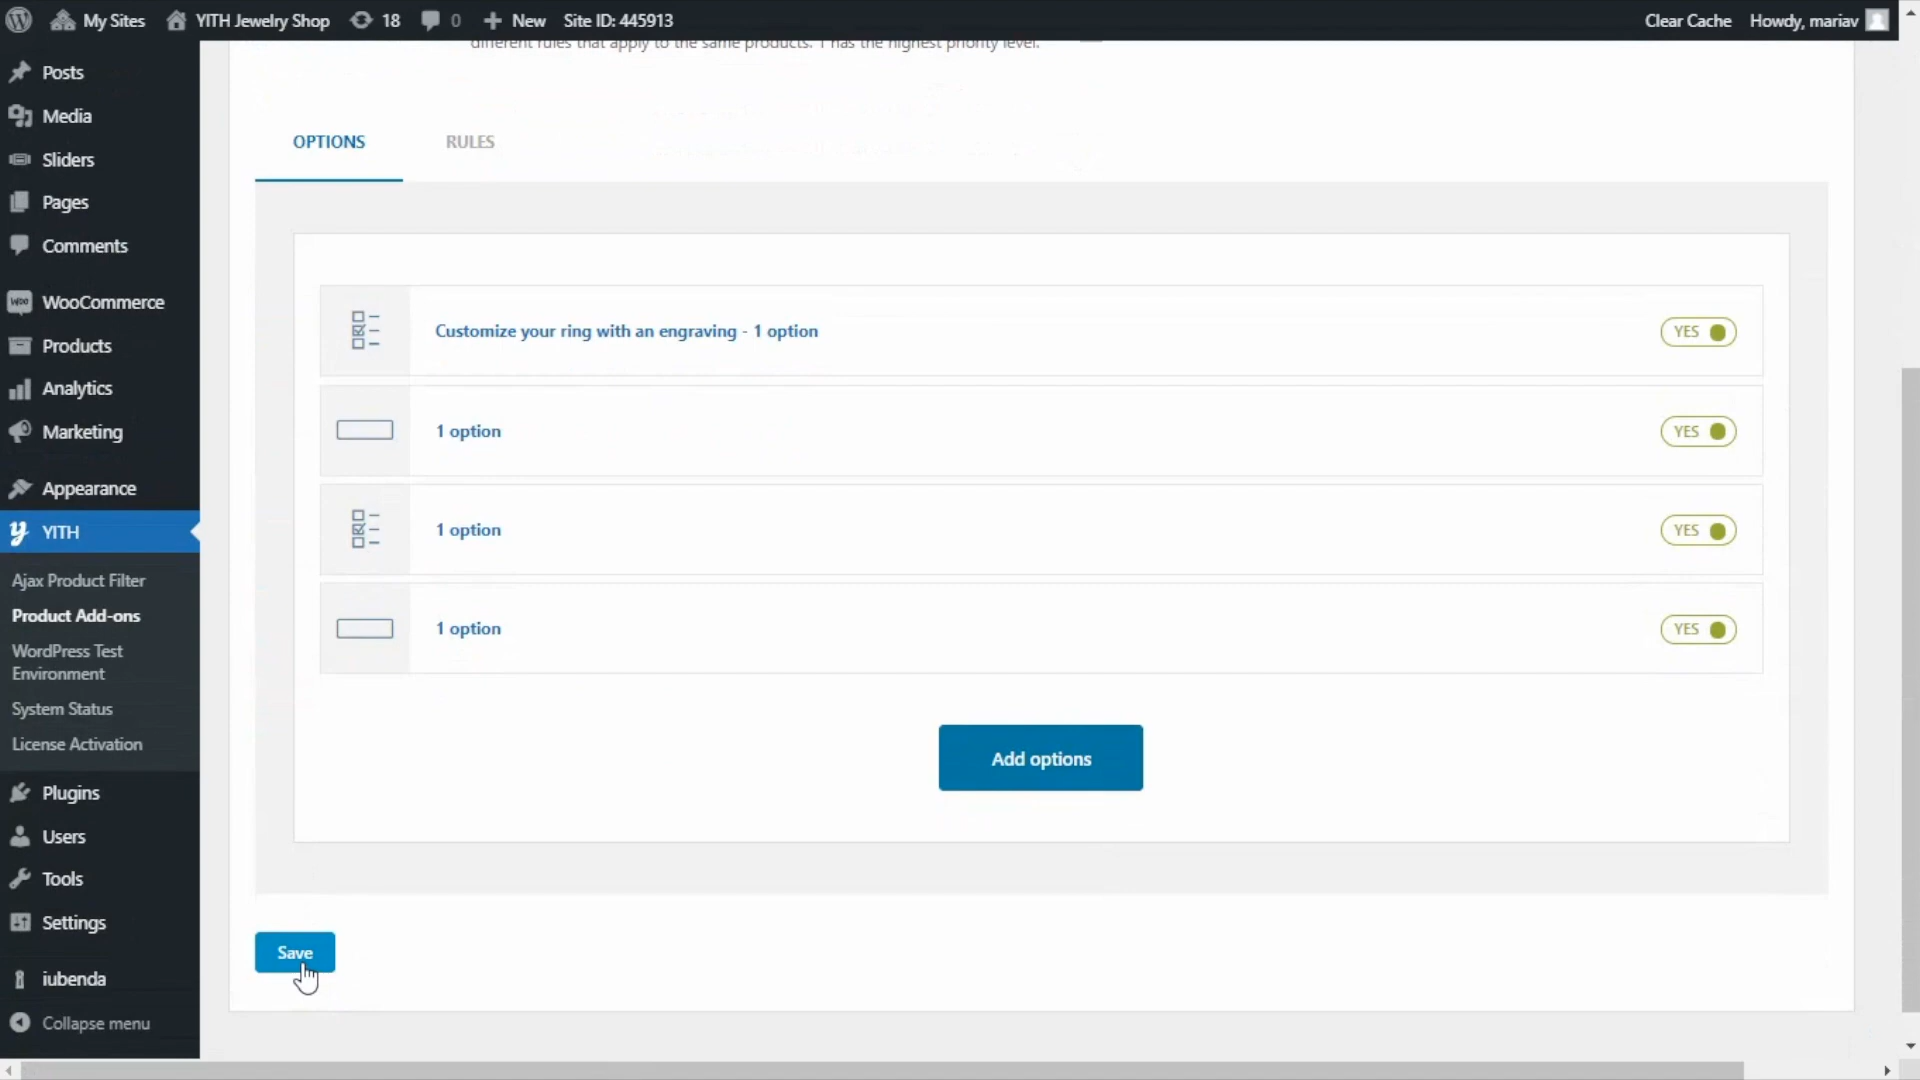 My Sites
YITH Jewelry Shop
18
0
New
Site ID: 445913
Clear Cache
Howdy, mariav
different rules that apply to the same products. 1 has the highest priority level.
Posts
Media
Sliders
Pages
Comments
WooCommerce
Products
Analytics
Marketing
Appearance
YITH
Ajax Product Filter
Product Add-ons
WordPress Test
Environment
System Status
License Activation
Plugins
Users
Tools
Settings
iubenda
Collapse menu
OPTIONS
RULES
Customize your ring with an engraving - 1 option
YES
1 option
YES
1 option
YES
1 option
YES
Add options
Save